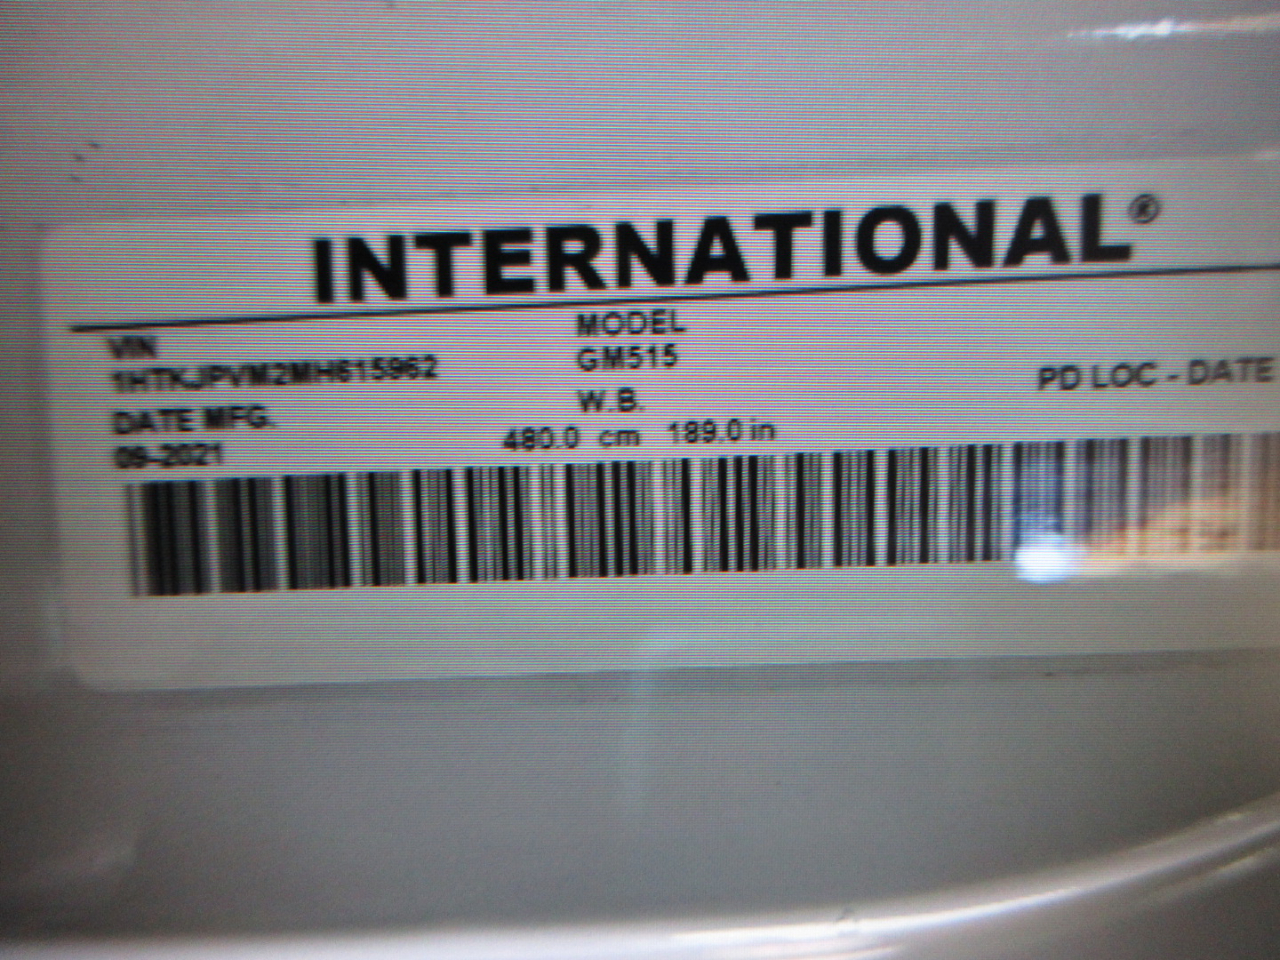 INTERNATIONAL®
VIN
1HTKJPVM2MH615962
MODEL
GM515
DATE MFG.
09-2021
W.B.
480.0 cm 189.0 in
PD LOC - DATE